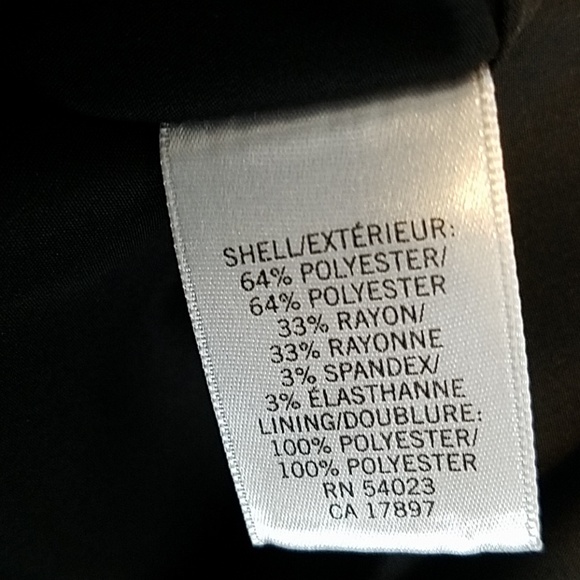 SHELL/EXTÉRIEUR:
64% POLYESTER/
64% POLYESTER
33% RAYON/
33% RAYONNE
3% SPANDEX/
3% ÉLASTHANNE
LINING/DOUBLURE:
100% POLYESTER/
100% POLYESTER
RN 54023
CA 17897